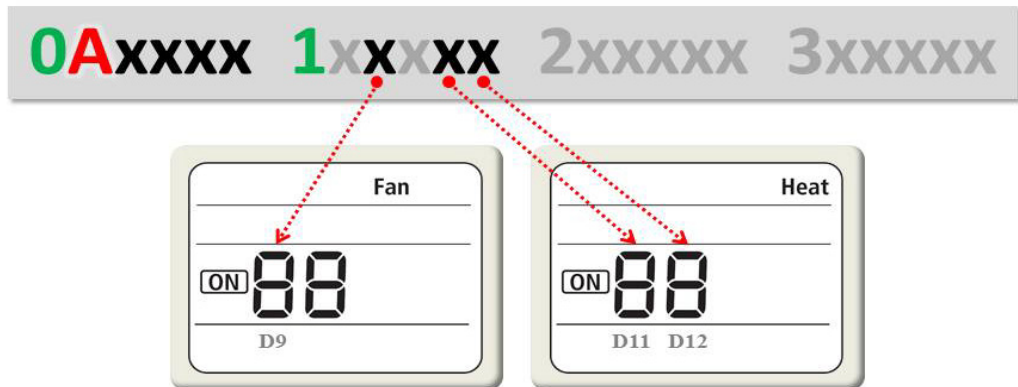 0Axxxx 1xxxxx 2xxxxx 3xxxxx
Fan
ON 88
D9
Heat
ON 88
D11 D12